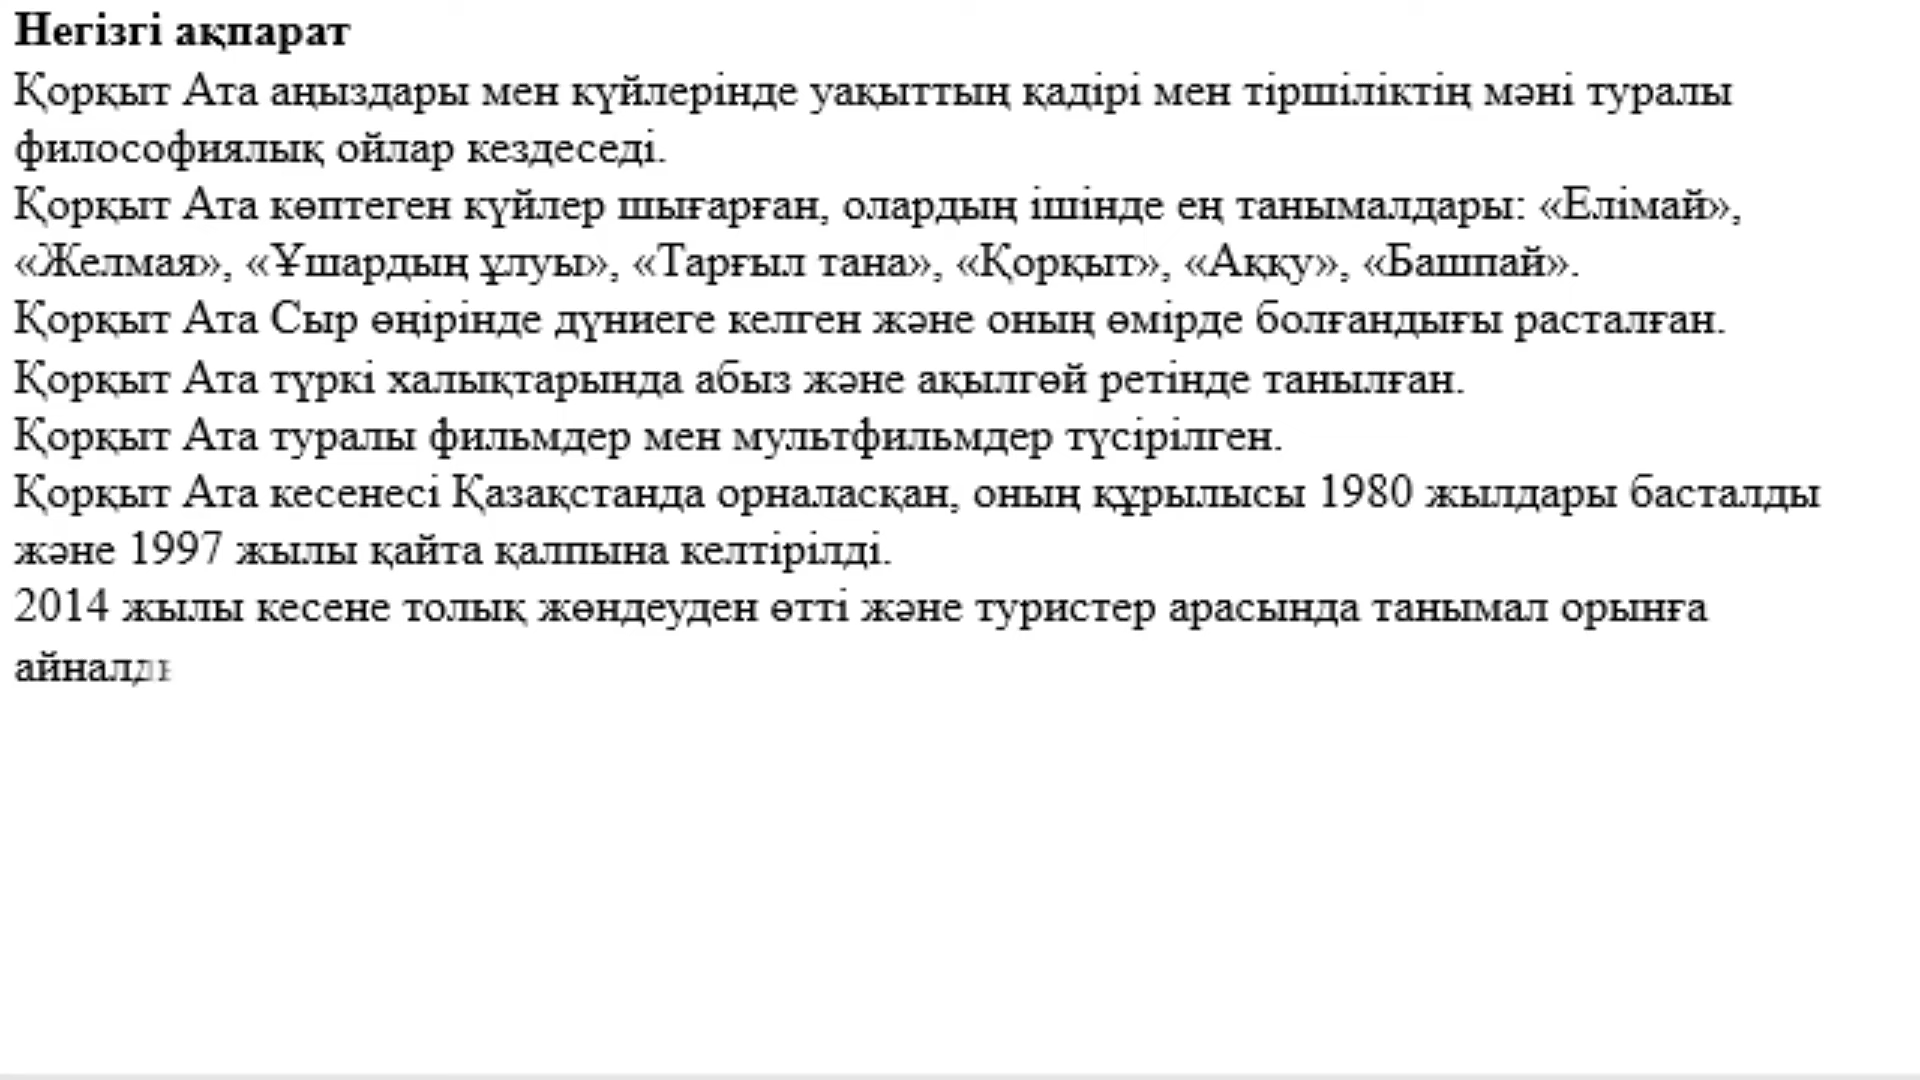 Негізгі ақпарат
Қорқыт Ата аңыздары мен күйлерінде уақыттың қадірі мен тіршіліктің мәні туралы
философиялық ойлар кездеседі.
Қорқыт Ата көптеген күйлер шығарған, олардың ішінде ең танымалдары: «Елімай»,
«Желмая», «Ұшардың ұлуы», «Тарғыл тана», «Қорқыт», «Аққу», «Башпай».
Қорқыт Ата Сыр өңірінде дүниеге келген және оның өмірде болғандығы расталған.
Қорқыт Ата түркі халықтарында абыз және ақылгөй ретінде танылған.
Қорқыт Ата туралы фильмдер мен мультфильмдер түсірілген.
Қорқыт Ата кесенесі Қазақстанда орналасқан, оның құрылысы 1980 жылдары басталды
және 1997 жылы қайта қалпына келтірілді.
2014 жылы кесене толық жөндеуден өтті және туристер арасында танымал орынға
айналды